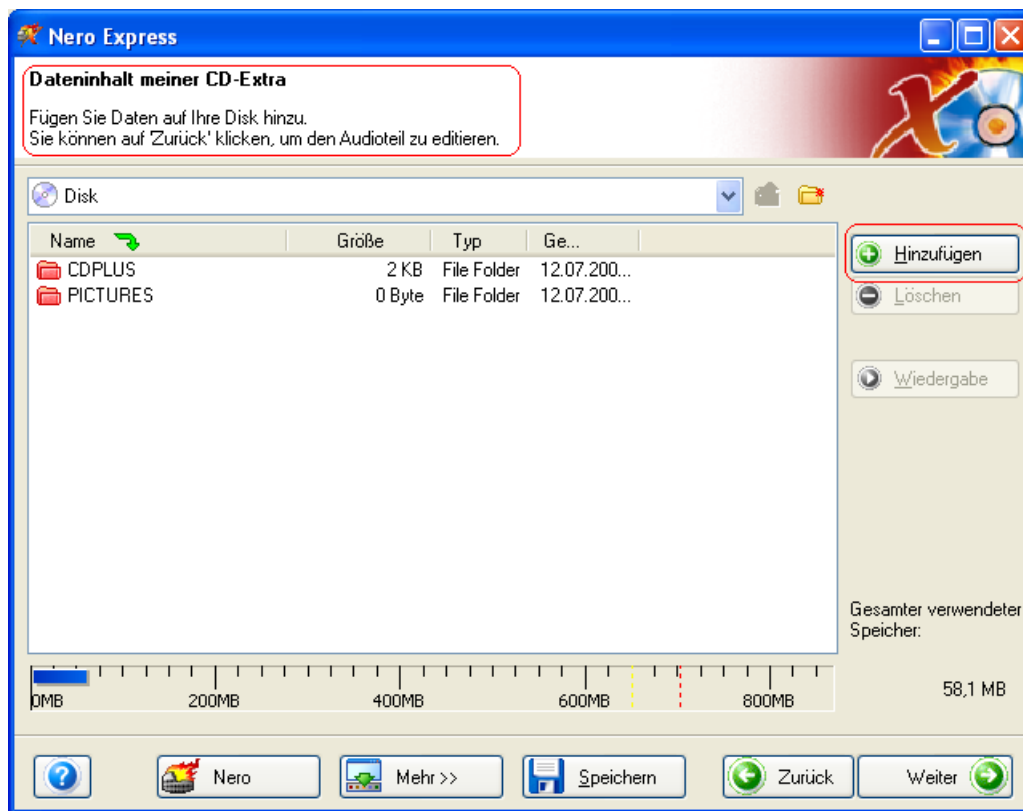 Nero Express
Dateninhalt meiner CD-Extra
Fügen Sie Daten auf Ihre Disk hinzu.
Sie können auf 'Zurück' klicken, um den Audioteil zu editieren.
Disk
Name Größe Typ Ge...
CDPLUS 2 KB File Folder 12.07.200...
PICTURES 0 Byte File Folder 12.07.200...
Hinzufügen
Löschen
Wiedergabe
Gesamter verwendeter
Speicher:
58,1 MB
0MB 200MB 400MB 600MB 800MB
Nero Mehr >> Speichern Zurück Weiter